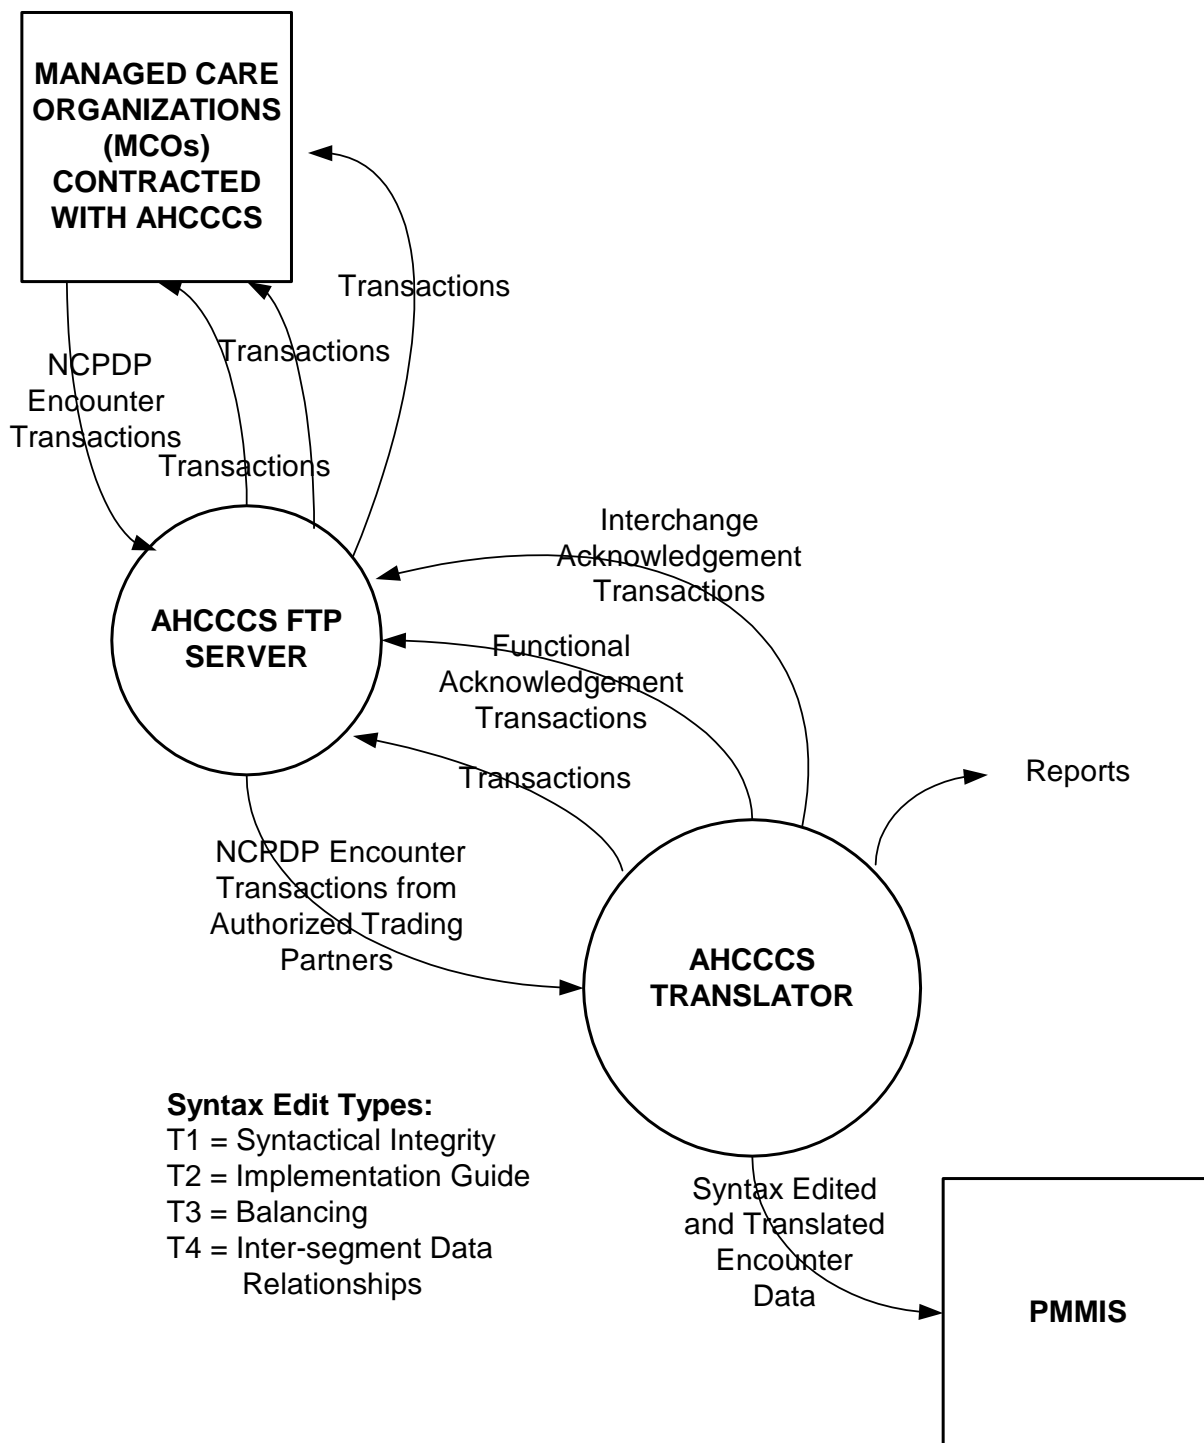 MANAGED CARE
ORGANIZATIONS
(MCOs)
CONTRACTED
WITH AHCCCS
Transactions
Transactions
NCPDP
Encounter
Transactions
Transactions
Interchange
Acknowledgement
Transactions
AHCCCS FTP
SERVER
Functional
Acknowledgement
Transactions
Transactions
Reports
NCPDP Encounter
Transactions from
Authorized Trading
Partners
AHCCCS
TRANSLATOR
Syntax Edit Types:
T1 = Syntactical Integrity
T2 = Implementation Guide
T3 = Balancing
T4 = Inter-segment Data
Relationships
Syntax Edited
and Translated
Encounter
Data
PMMIS